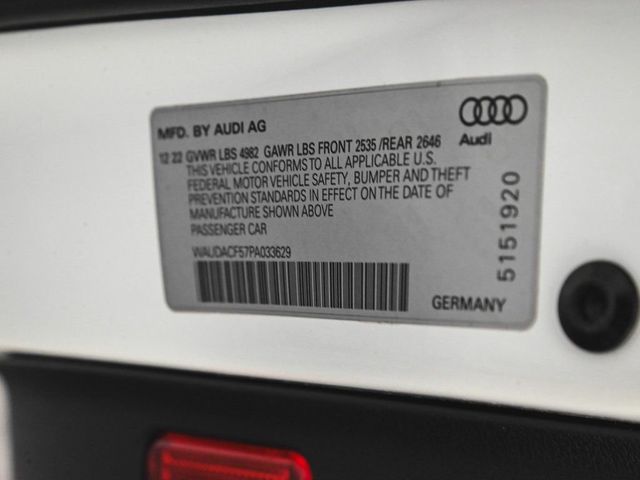 MFD. BY AUDI AG
Audi
12 22 GVWR LBS 4982 GAWR LBS FRONT 2535 /REAR 2646
THIS VEHICLE CONFORMS TO ALL APPLICABLE U.S.
FEDERAL MOTOR VEHICLE SAFETY, BUMPER AND THEFT
PREVENTION STANDARDS IN EFFECT ON THE DATE OF
MANUFACTURE SHOWN ABOVE
PASSENGER CAR
WAUDACF57PA033629
5151920
GERMANY